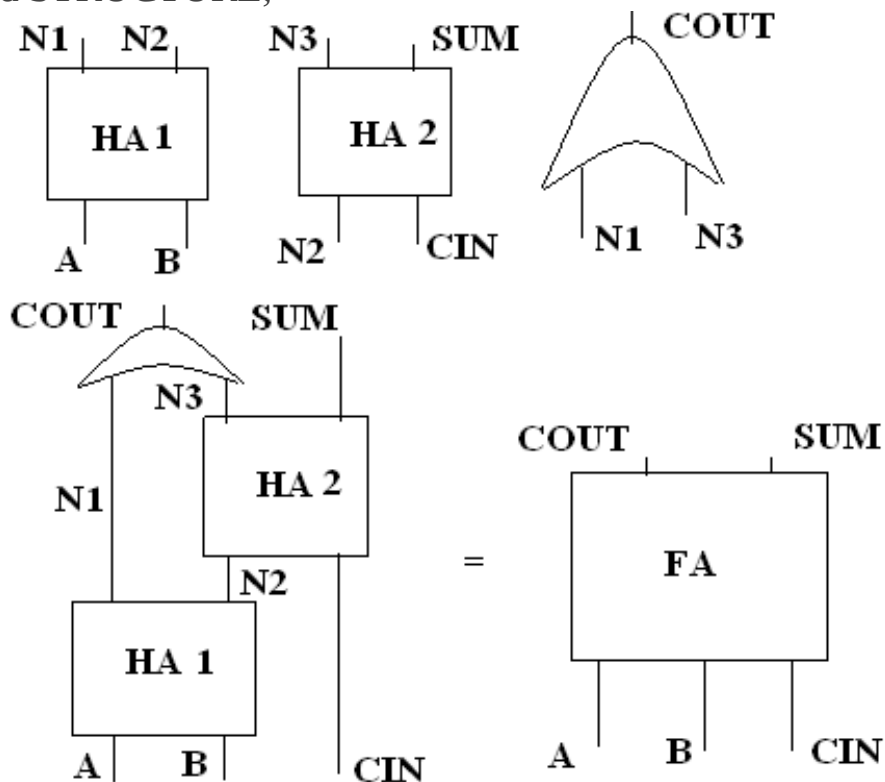 N1 N2 N3 SUM COUT
HA 1 HA 2
A B N2 CIN N1 N3
COUT SUM
N3
COUT SUM
N1 HA 2
= FA
N2
HA 1
A B CIN A B CIN